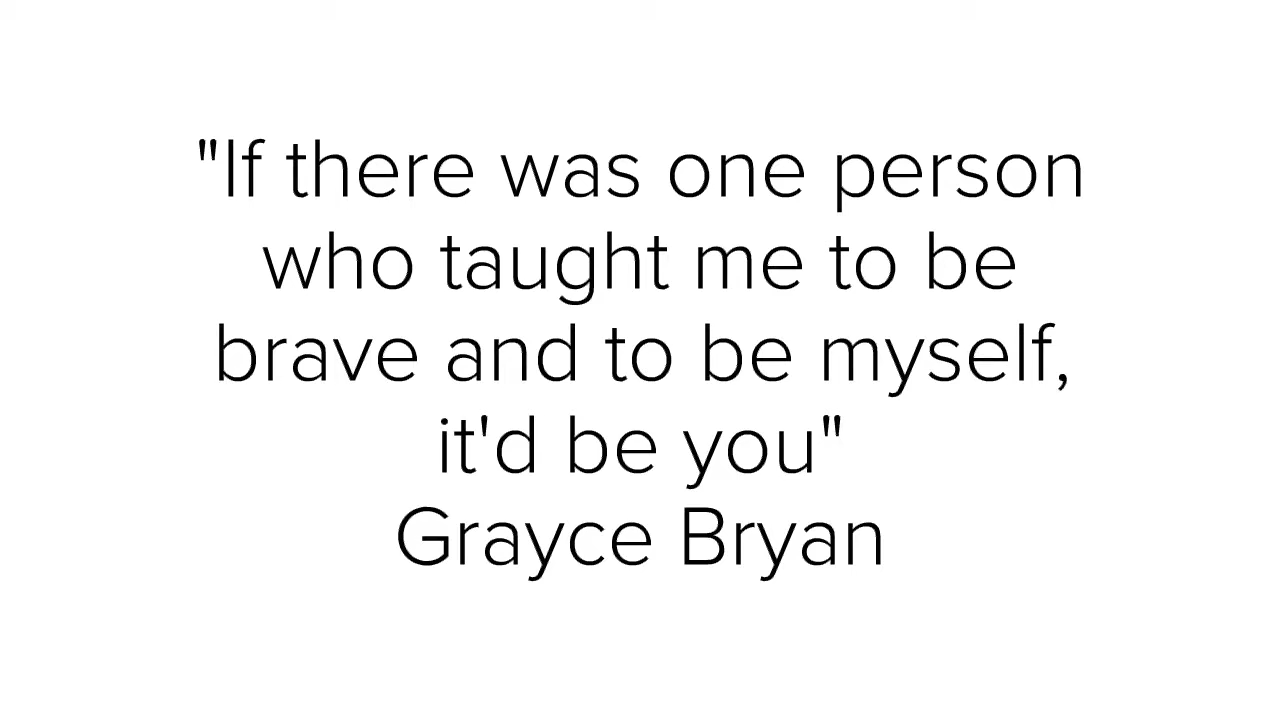 "If there was one person
who taught me to be
brave and to be myself,
it'd be you"
Grayce Bryan